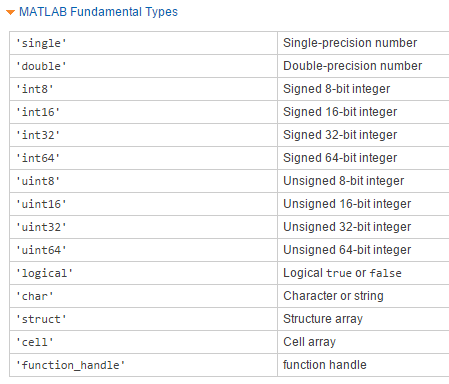 MATLAB Fundamental Types
'single' Single-precision number
'double' Double-precision number
'int8' Signed 8-bit integer
'int16' Signed 16-bit integer
'int32' Signed 32-bit integer
'int64' Signed 64-bit integer
'uint8' Unsigned 8-bit integer
'uint16' Unsigned 16-bit integer
'uint32' Unsigned 32-bit integer
'uint64' Unsigned 64-bit integer
'logical' Logical true or false
'char' Character or string
'struct' Structure array
'cell' Cell array
'function_handle' function handle